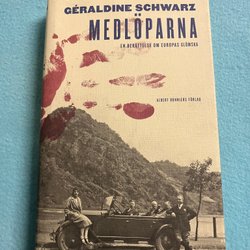 GÉRALDINE SCHWARZ
MEDLÖPARNA
EN BERÄTTELSE OM EUROPAS GLÖMSKA
ALBERT BONNIERS FÖRLAG